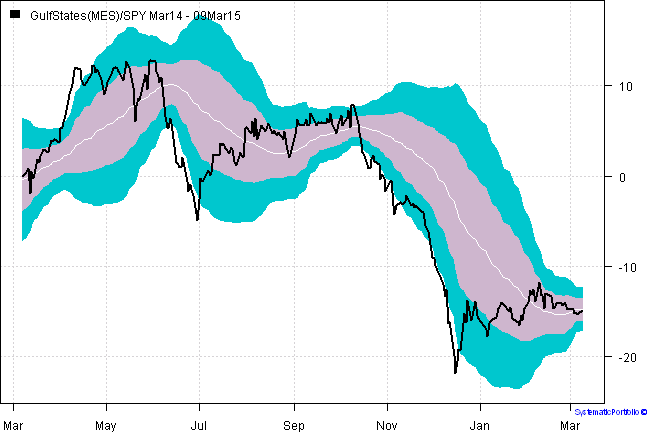 GulfStates(MES)/SPY Mar14 - 09Mar15
10
0
-10
-20
SystematicPortfolio ©
Mar May Jul Sep Nov Jan Mar